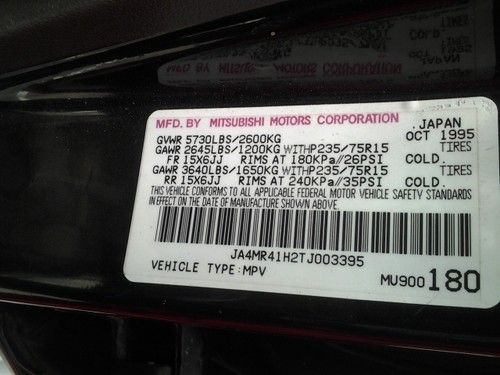 MFD. BY MITSUBISHI MOTORS CORPORATION JAPAN
GVWR 5730LBS/2600KG OCT 1995
GAWR 2645LBS/1200KG WITHP235/75R15 TIRES
FR 15X6JJ RIMS AT 180KPa//26PSI COLD.
GAWR 3640LBS/1650KG WITHP235/75R15 TIRES
RR 15X6JJ RIMS AT 240KPa//35PSI COLD.
THIS VEHICLE CONFORMS TO ALL APPLICABLE FEDERAL MOTOR VEHICLE SAFETY STANDARDS
IN EFFECT ON THE DATE OF MANUFACTURE SHOWN ABOVE.
JA4MR41H2TJ003395
VEHICLE TYPE:MPV MU900180